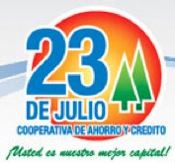 23
DE JULIO
COOPERATIVA DE AHORRO Y CREDITO
¡Usted es nuestro mejor capital!